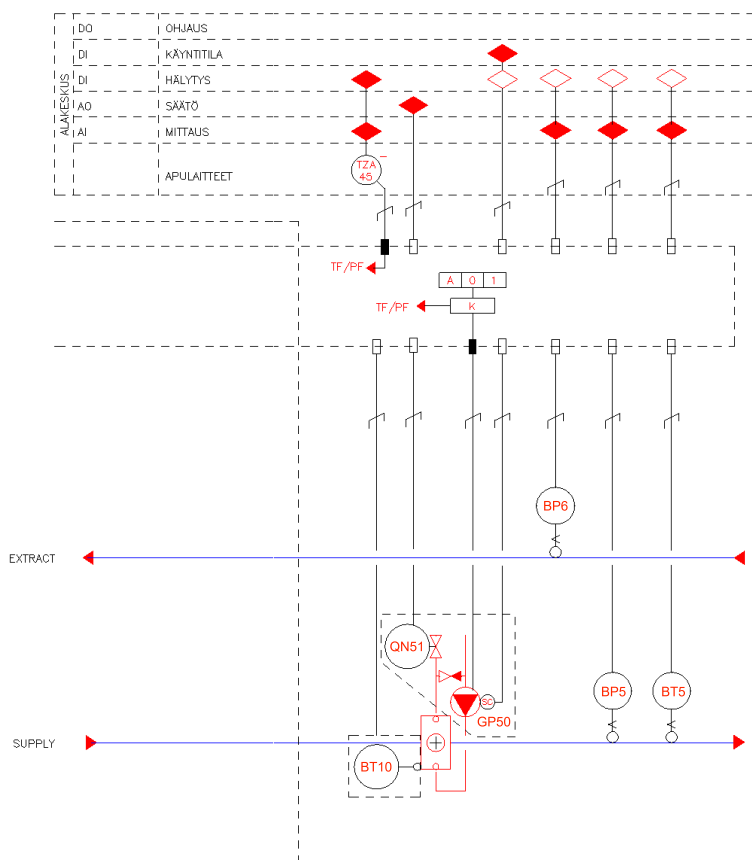 ALAKESKUS
DO OHJAUS
DI KÄYNTITILA
DI HÄLYTYS
AO SÄÄTÖ
AI MITTAUS
TZA
45
–
APULAITTEET
TF/PF
A 0 1
TF/PF
K
BP6
EXTRACT
QN51
SC
GP50
BP5
BT5
SUPPLY
BT10